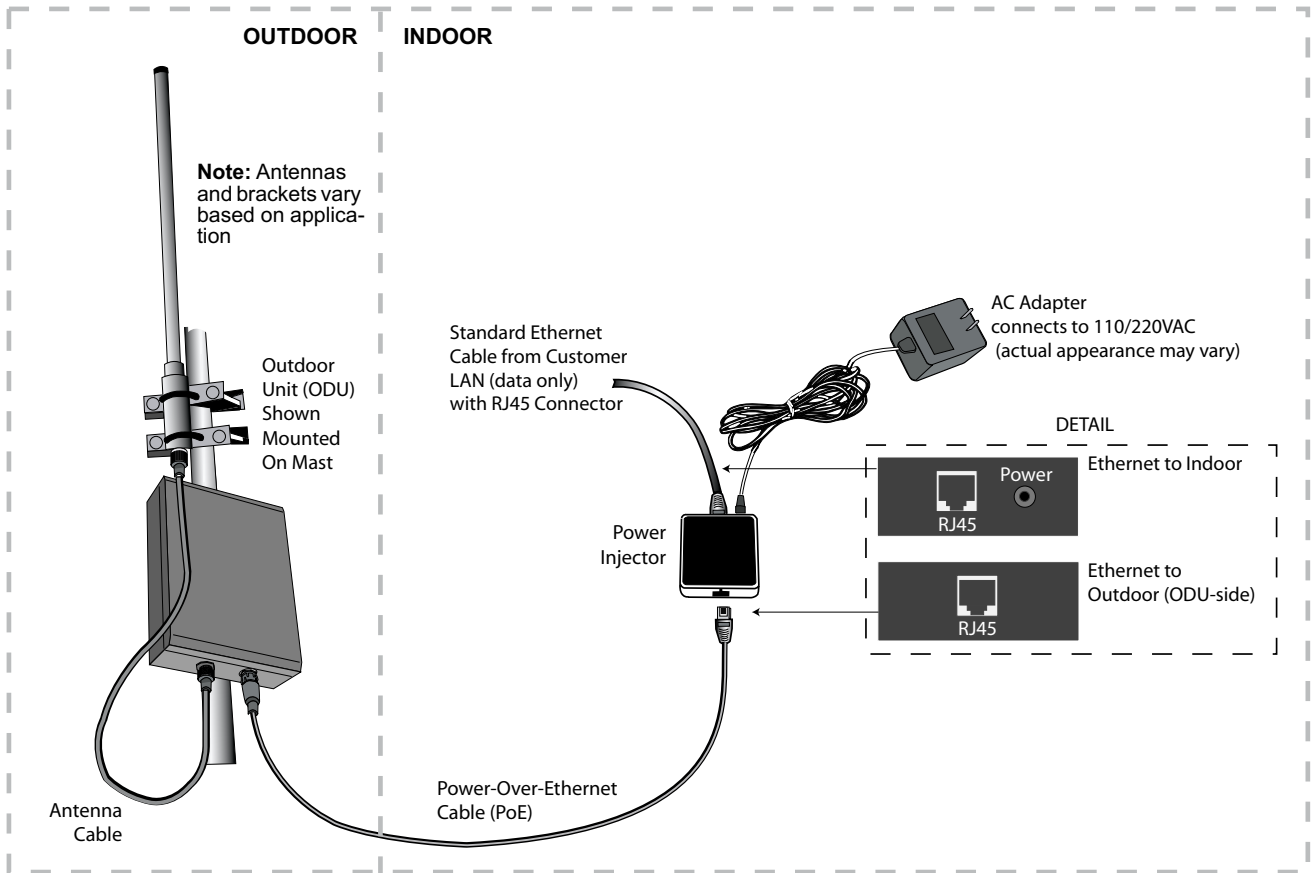 OUTDOOR
INDOOR
Note: Antennas
and brackets vary
based on applica-
tion
Outdoor
Unit (ODU)
Shown
Mounted
On Mast
Standard Ethernet
Cable from Customer
LAN (data only)
with RJ45 Connector
AC Adapter
connects to 110/220VAC
(actual appearance may vary)
DETAIL
Ethernet to Indoor
Power
RJ45
Power
Injector
Ethernet to
Outdoor (ODU-side)
RJ45
Power-Over-Ethernet
Cable (PoE)
Antenna
Cable